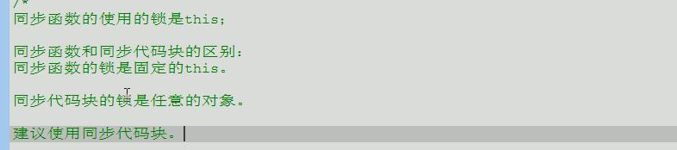 /*
同步函数的使用的锁是this;
同步函数和同步代码块的区别:
同步函数的锁是固定的this。
同步代码块的锁是任意的对象。
建议使用同步代码块。